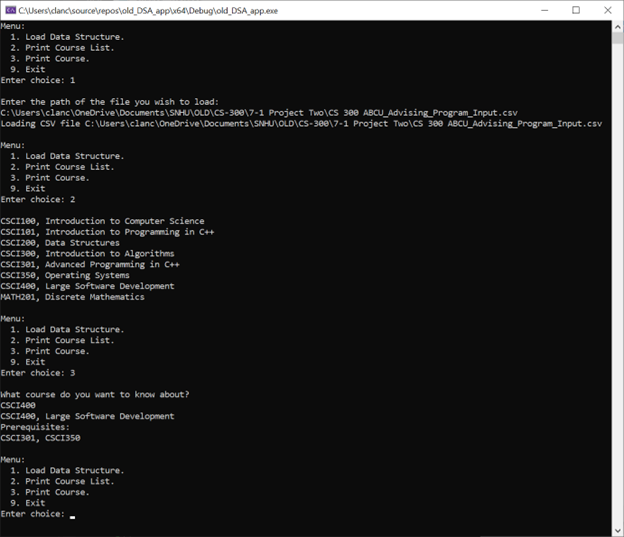 C:\Users\clanc\source\repos\old_DSA_app\x64\Debug\old_DSA_app.exe
Menu:
  1. Load Data Structure.
  2. Print Course List.
  3. Print Course.
  9. Exit
Enter choice: 1

Enter the path of the file you wish to load:
C:\Users\clanc\OneDrive\Documents\SNHU\OLD\CS-300\7-1 Project Two\CS 300 ABCU_Advising_Program_Input.csv
Loading CSV file C:\Users\clanc\OneDrive\Documents\SNHU\OLD\CS-300\7-1 Project Two\CS 300 ABCU_Advising_Program_Input.csv

Menu:
  1. Load Data Structure.
  2. Print Course List.
  3. Print Course.
  9. Exit
Enter choice: 2

CSCI100, Introduction to Computer Science
CSCI101, Introduction to Programming in C++
CSCI200, Data Structures
CSCI300, Introduction to Algorithms
CSCI301, Advanced Programming in C++
CSCI350, Operating Systems
CSCI400, Large Software Development
MATH201, Discrete Mathematics

Menu:
  1. Load Data Structure.
  2. Print Course List.
  3. Print Course.
  9. Exit
Enter choice: 3

What course do you want to know about?
CSCI400
CSCI400, Large Software Development
Prerequisites:
CSCI301, CSCI350

Menu:
  1. Load Data Structure.
  2. Print Course List.
  3. Print Course.
  9. Exit
Enter choice: